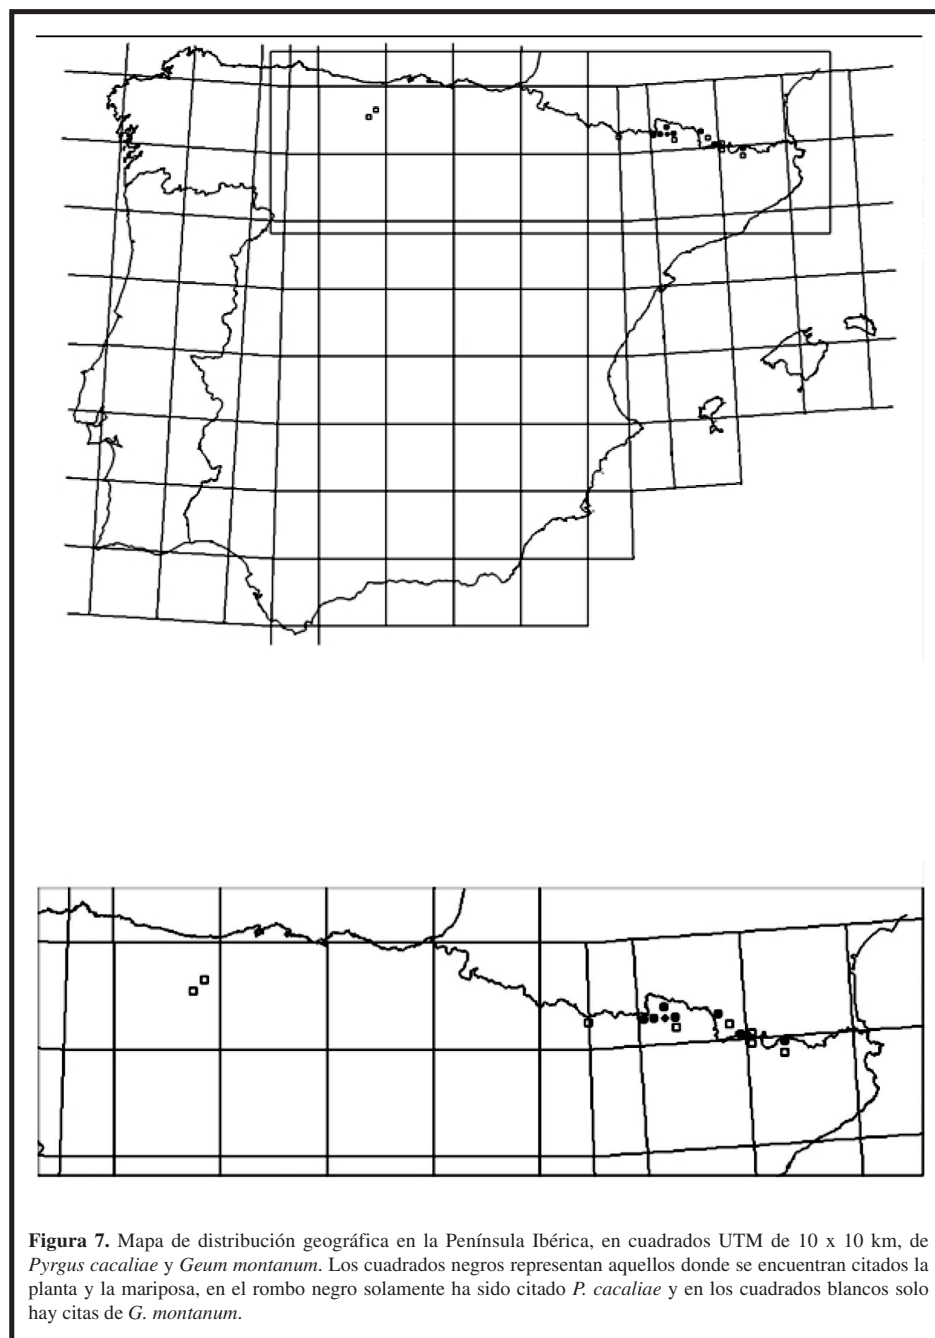 Figura 7. Mapa de distribución geográfica en la Península Ibérica, en cuadrados UTM de 10 x 10 km, de
Pyrgus cacaliae y Geum montanum. Los cuadrados negros representan aquellos donde se encuentran citados la
planta y la mariposa, en el rombo negro solamente ha sido citado P. cacaliae y en los cuadrados blancos solo
hay citas de G. montanum.